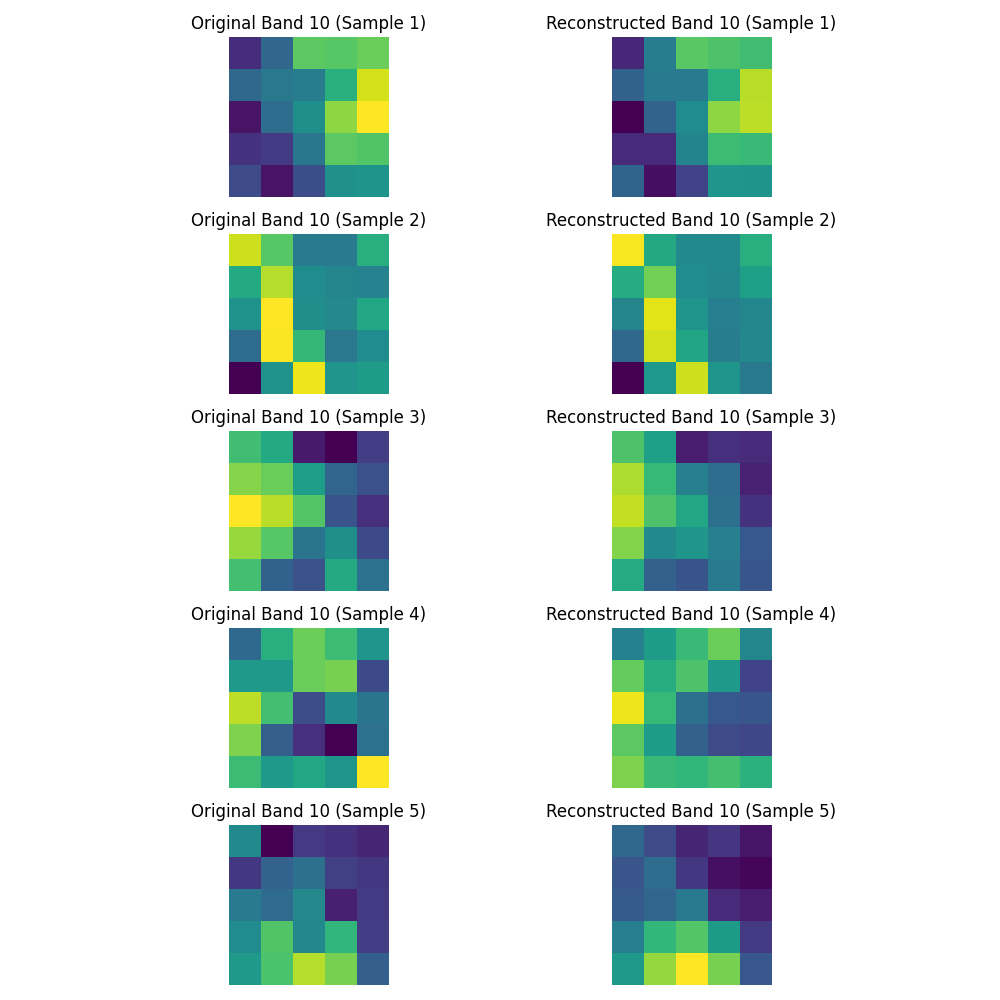 Original Band 10 (Sample 1)
Reconstructed Band 10 (Sample 1)
Original Band 10 (Sample 2)
Reconstructed Band 10 (Sample 2)
Original Band 10 (Sample 3)
Reconstructed Band 10 (Sample 3)
Original Band 10 (Sample 4)
Reconstructed Band 10 (Sample 4)
Original Band 10 (Sample 5)
Reconstructed Band 10 (Sample 5)